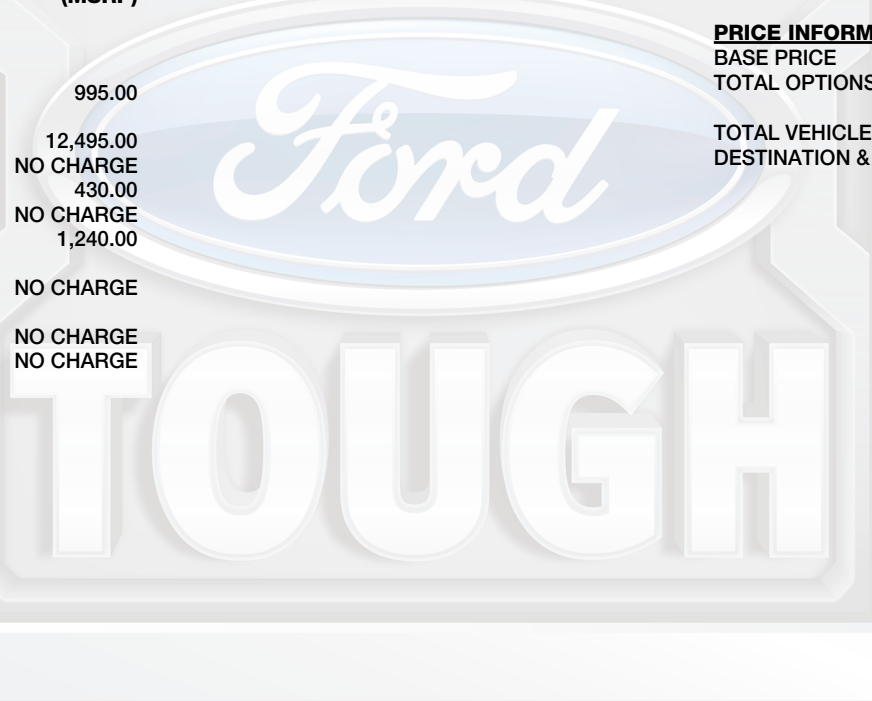 (MSRP)
995.00
12,495.00
NO CHARGE
430.00
NO CHARGE
1,240.00
NO CHARGE
NO CHARGE
NO CHARGE
PRICE INFORM
BASE PRICE
TOTAL OPTIONS
TOTAL VEHICLE
DESTINATION &
Ford
TOUGH